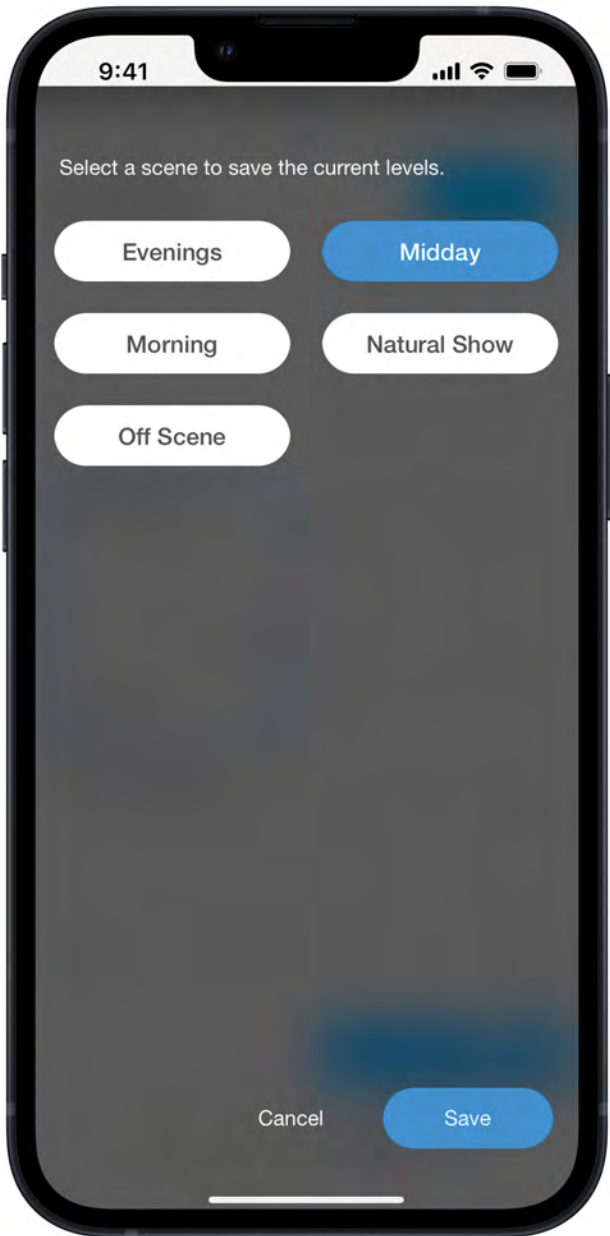 9:41
Select a scene to save the current levels.
Evenings
Midday
Morning
Natural Show
Off Scene
Cancel
Save